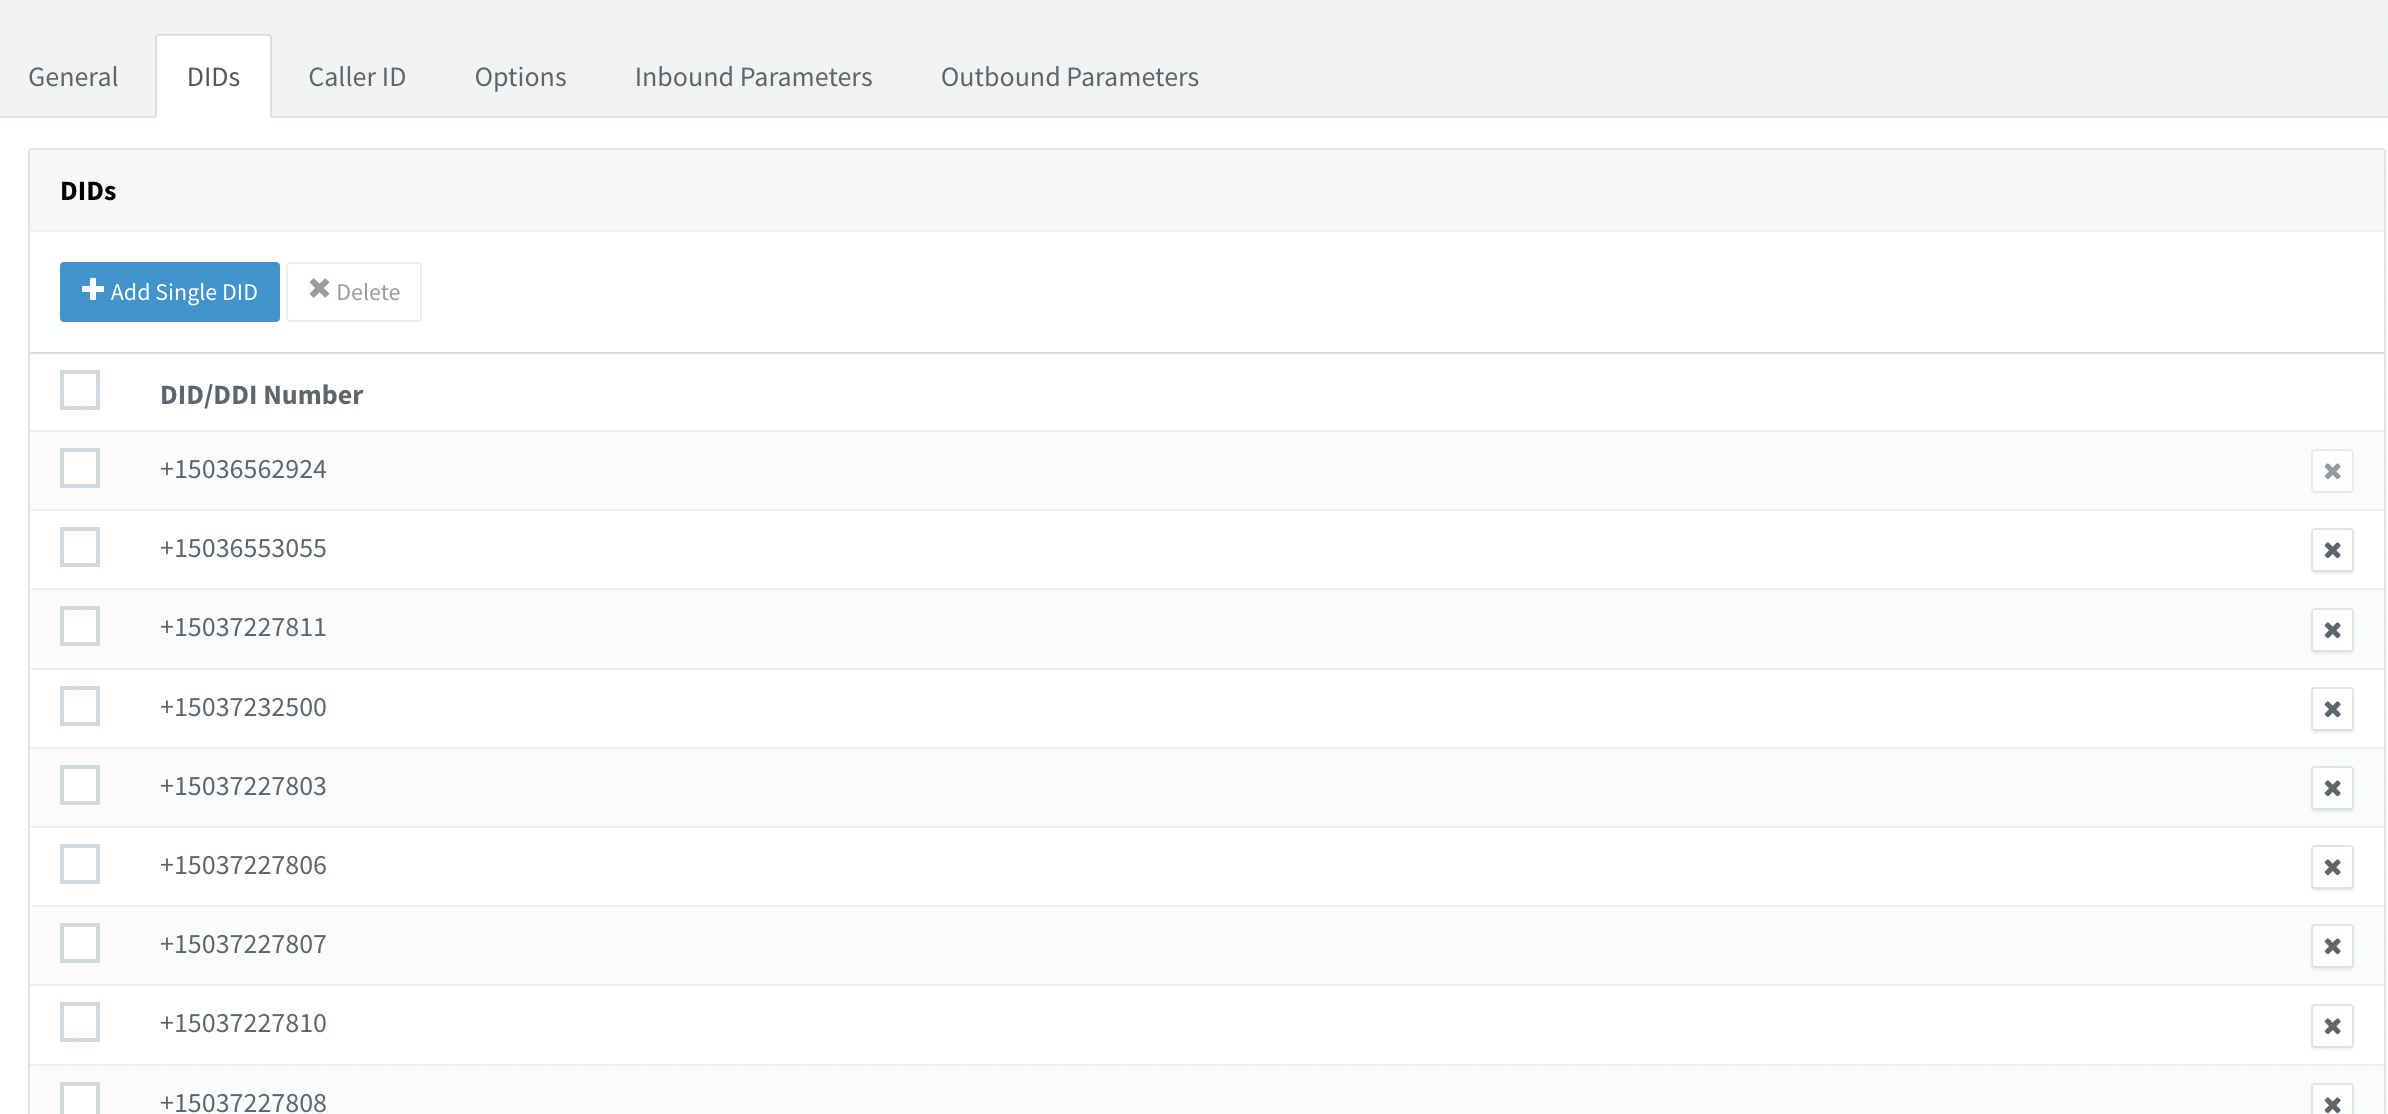 General DIDs Caller ID Options Inbound Parameters Outbound Parameters
DIDs
Add Single DID Delete
DID/DDI Number
+15036562924
+15036553055
+15037227811
+15037232500
+15037227803
+15037227806
+15037227807
+15037227810
+15037227808